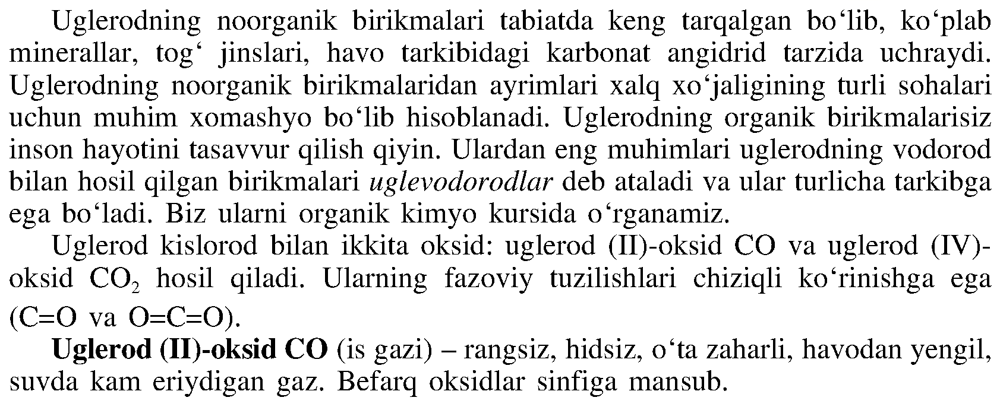 Uglerodning noorganik birikmalari tabiatda keng tarqalgan bo‘lib, ko‘plab
minerallar, tog‘ jinslari, havo tarkibidagi karbonat angidrid tarzida uchraydi.
Uglerodning noorganik birikmalaridan ayrimlari xalq xo‘jaligining turli sohalari
uchun muhim xomashyo bo‘lib hisoblanadi. Uglerodning organik birikmalarisiz
inson hayotini tasavvur qilish qiyin. Ulardan eng muhimlari uglerodning vodorod
bilan hosil qilgan birikmalari uglevodorodlar deb ataladi va ular turlicha tarkibga
ega bo‘ladi. Biz ularni organik kimyo kursida o‘rganamiz.
Uglerod kislorod bilan ikkita oksid: uglerod (II)-oksid CO va uglerod (IV)-
oksid CO₂ hosil qiladi. Ularning fazoviy tuzilishlari chiziqli ko‘rinishga ega
(C=O va O=C=O).
Uglerod (II)-oksid CO (is gazi) – rangsiz, hidsiz, o‘ta zaharli, havodan yengil,
suvda kam eriydigan gaz. Befarq oksidlar sinfiga mansub.